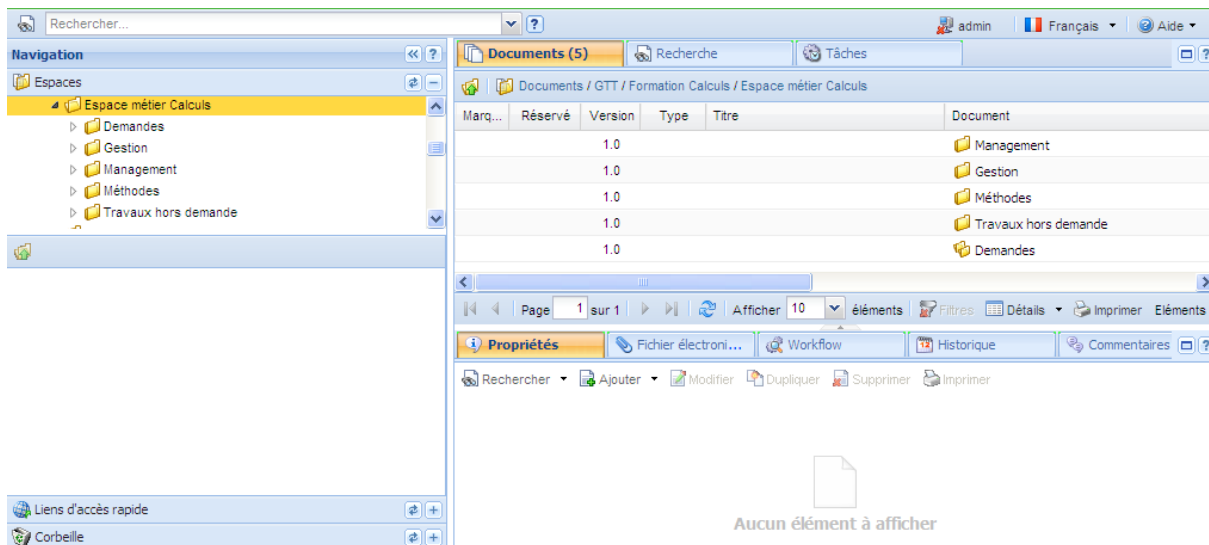 Rechercher... ? admin Français Aide
Navigation ?
Documents (5) Recherche Tâches ?
Espaces
Documents / GTT / Formation Calculs / Espace métier Calculs
Espace métier Calculs
Demandes
Gestion
Management
Méthodes
Travaux hors demande
Marq... Réservé Version Type Titre Document
1.0 Management
1.0 Gestion
1.0 Méthodes
1.0 Travaux hors demande
1.0 Demandes
Page 1 sur 1 Afficher 10 éléments Filtres Détails Imprimer Eléments
Propriétés Fichier électroni... Workflow 12 Historique Commentaires ?
Rechercher Ajouter Modifier Dupliquer Supprimer Imprimer
Aucun élément à afficher
Liens d'accès rapide
Corbeille